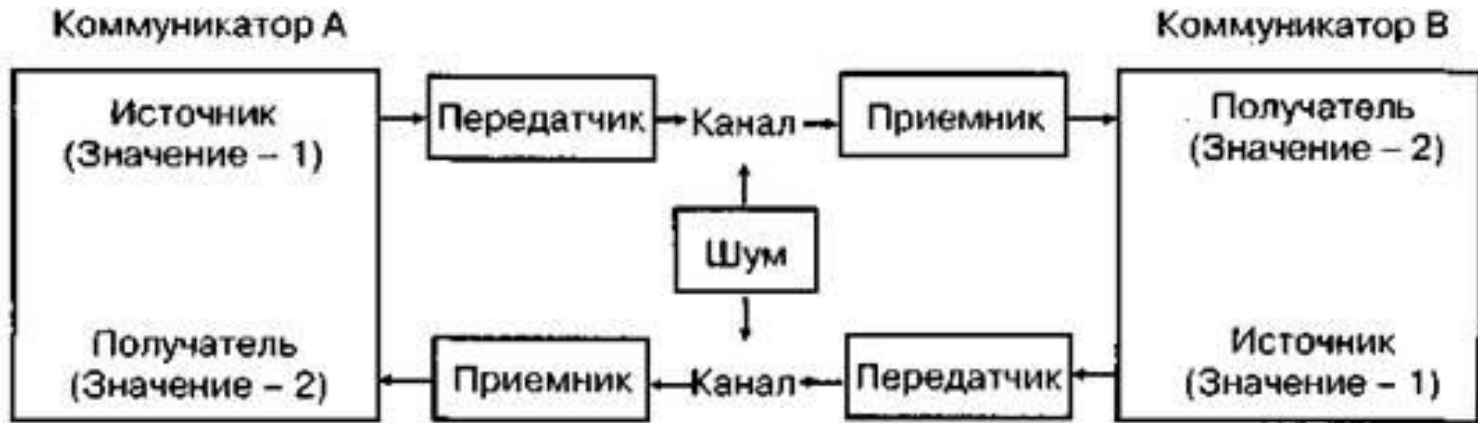 Коммуникатор А
Коммуникатор В
Источник
(Значение – 1)
Передатчик
Канал
Приемник
Получатель
(Значение – 2)
Шум
Получатель
(Значение – 2)
Приемник
Канал
Передатчик
Источник
(Значение – 1)